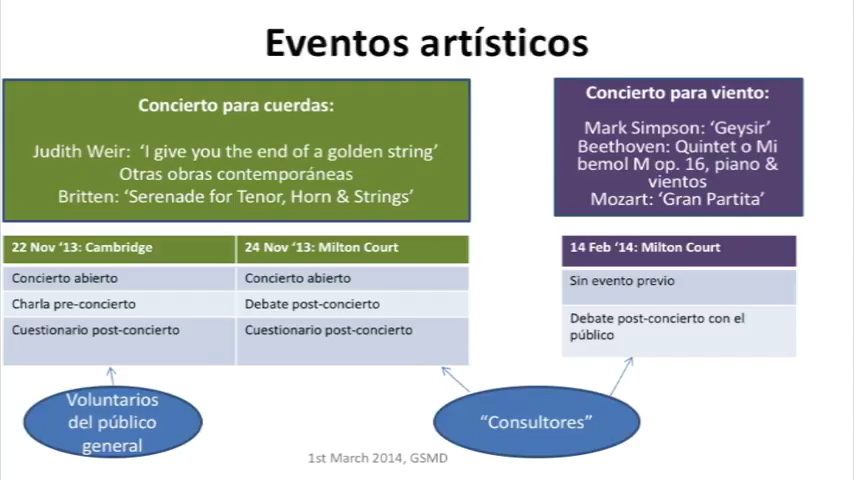 Eventos artísticos
Concierto para cuerdas:
Judith Weir: ‘I give you the end of a golden string’
Otras obras contemporáneas
Britten: ‘Serenade for Tenor, Horn & Strings’
Concierto para viento:
Mark Simpson: ‘Geysir’
Beethoven: Quintet o Mi
bemol M op. 16, piano &
vientos
Mozart: ‘Gran Partita’
22 Nov ‘13: Cambridge
24 Nov ‘13: Milton Court
Concierto abierto
Concierto abierto
Charla pre-concierto
Debate post-concierto
Cuestionario post-concierto
Cuestionario post-concierto
14 Feb ‘14: Milton Court
Sin evento previo
Debate post-concierto con el
público
Voluntarios
del público
general
“Consultores”
1st March 2014, GSMD